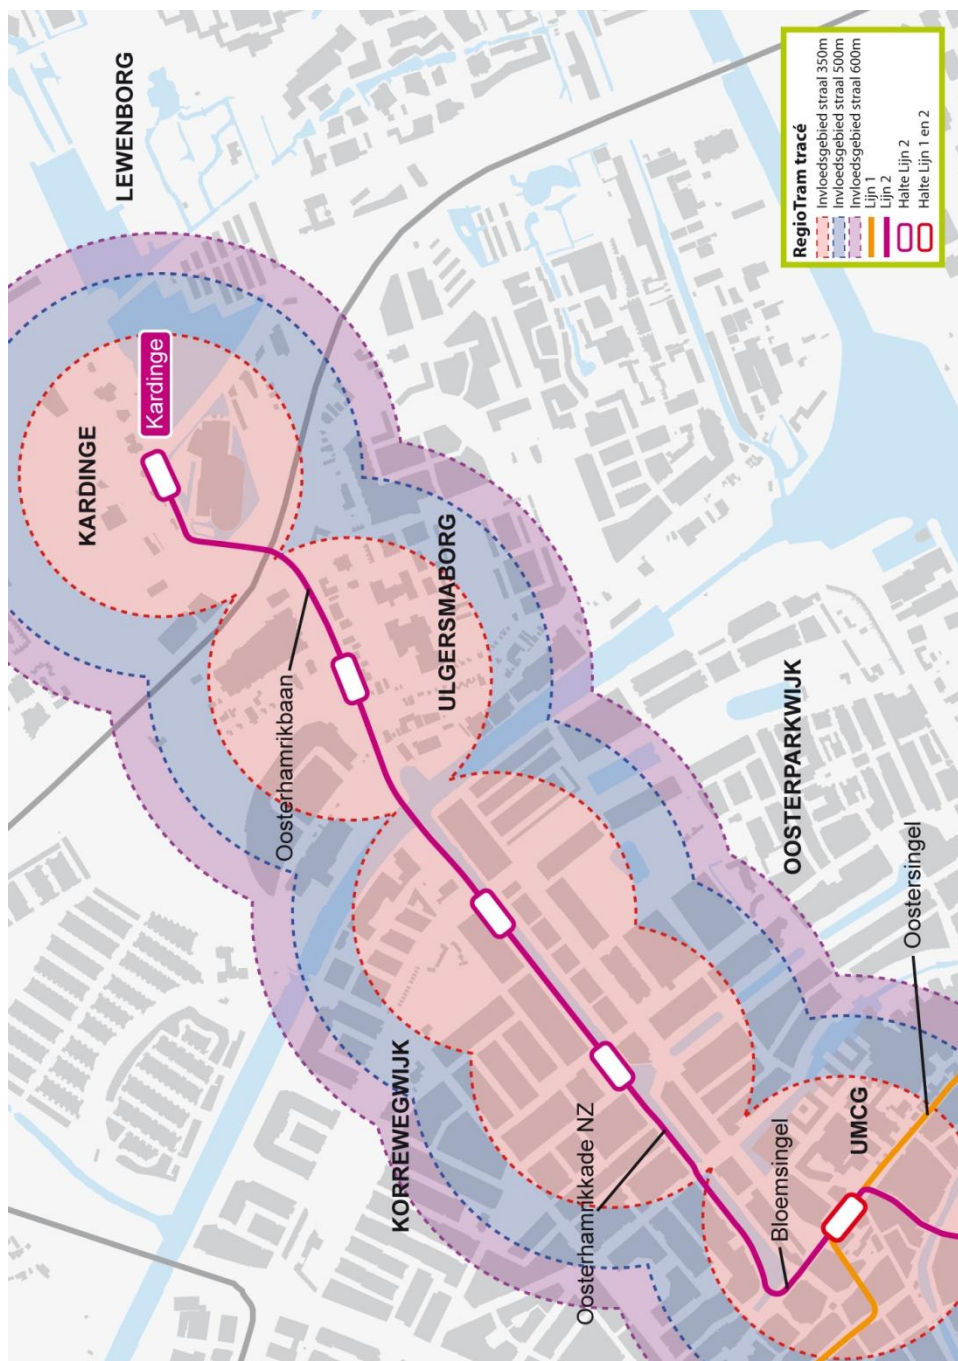 LEWENBORG
KARDINGE
Kardinge
Oosterhamrikbaan
ULGERSMABORG
OOSTERPARKWIJK
KORREWEGWIJK
Oosterhamrikkade NZ
Bloemsingel
UMCG
Oostersingel
RegioTram tracé
Invloedsgebied straal 350m
Invloedsgebied straal 500m
Invloedsgebied straal 600m
Lijn 1
Lijn 2
Halte Lijn 2
Halte Lijn 1 en 2